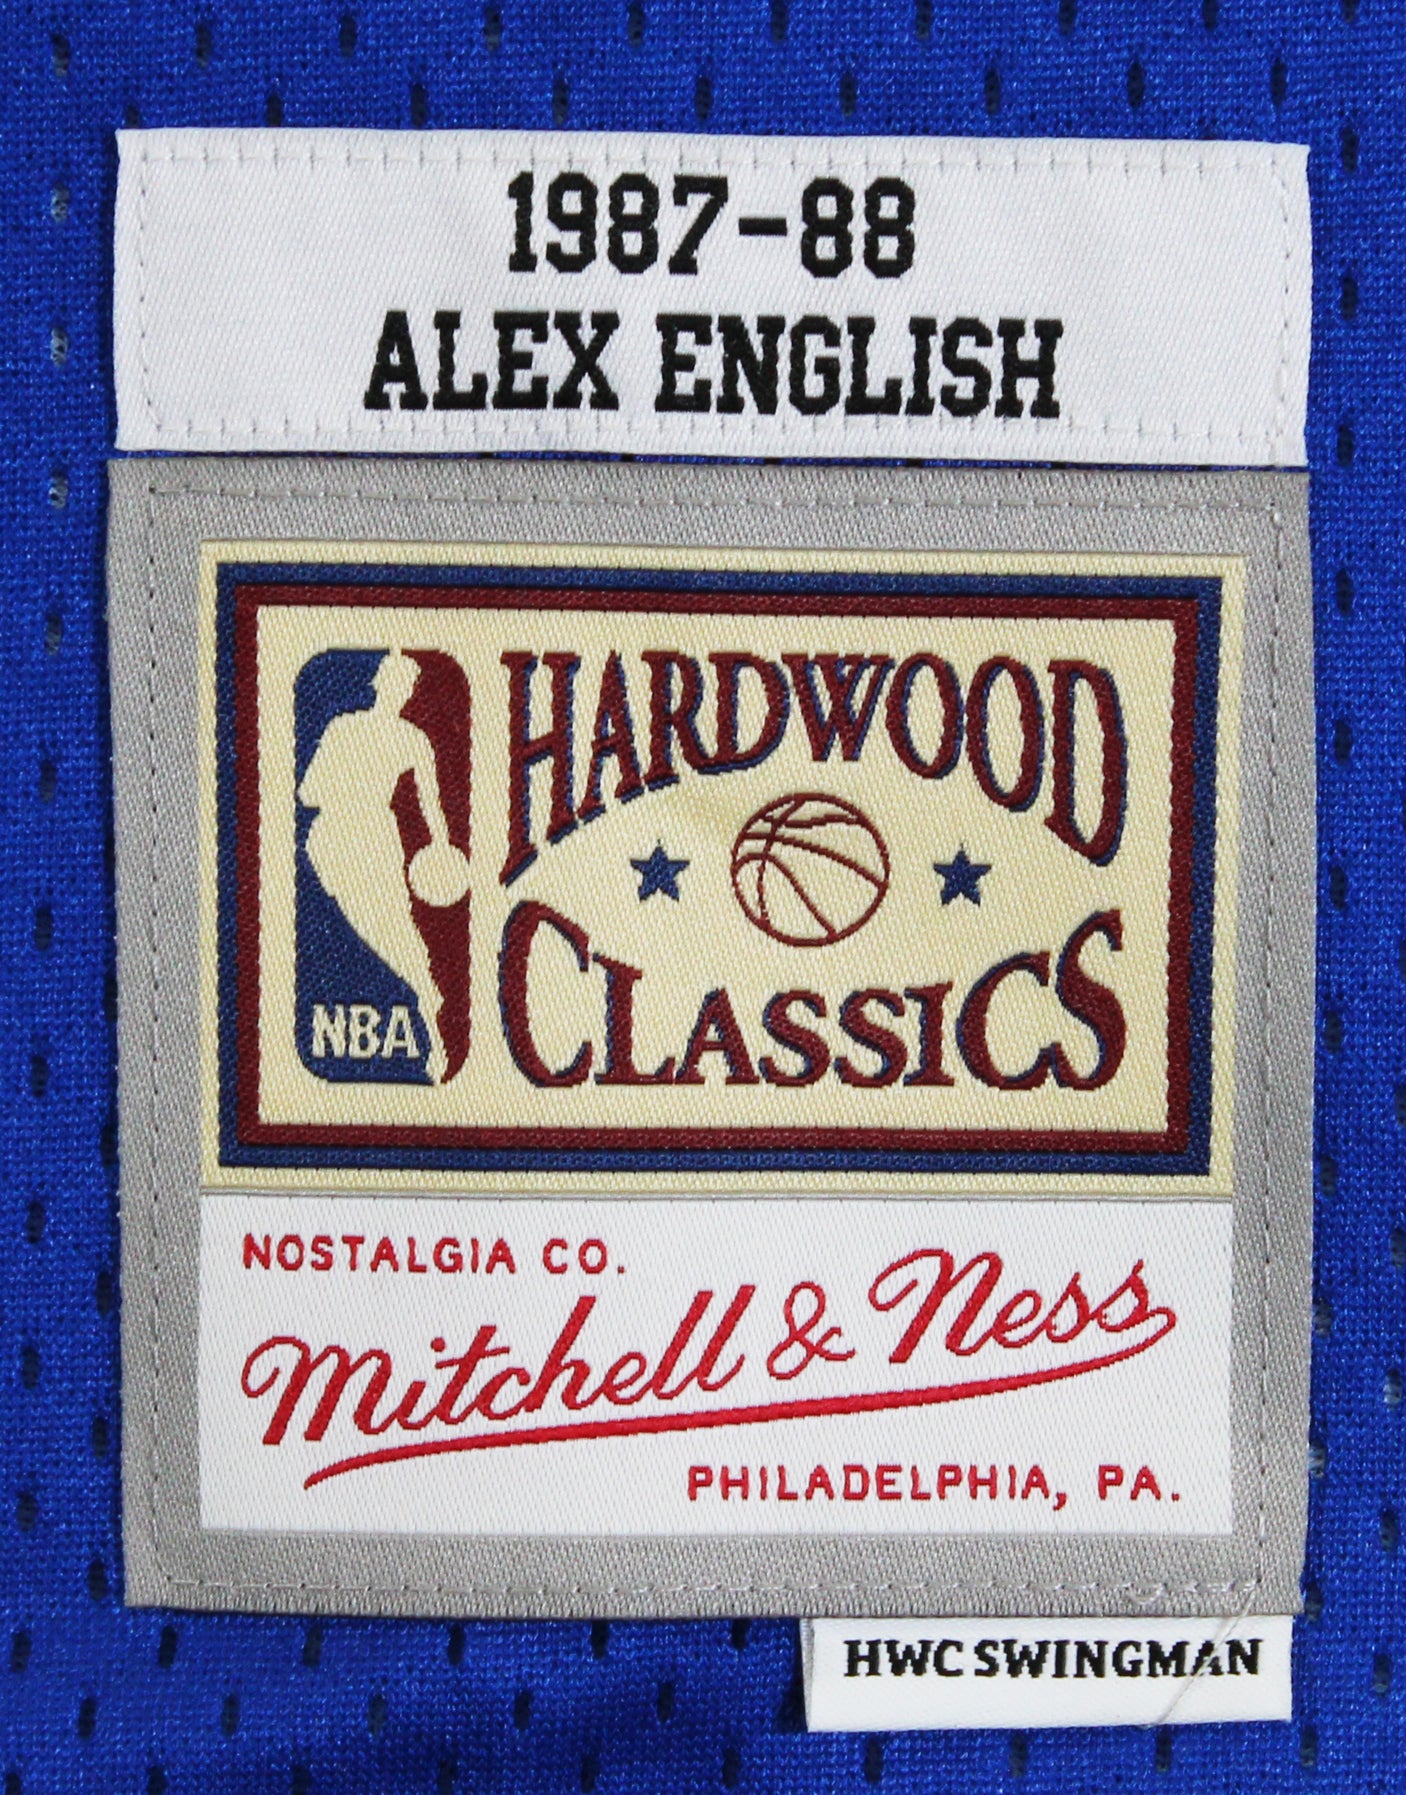 1987-88
ALEX ENGLISH
HARDWOOD
CLASSICS
NBA
NOSTALGIA CO.
Mitchell & Ness
PHILADELPHIA, PA.
HWC SWINGMAN